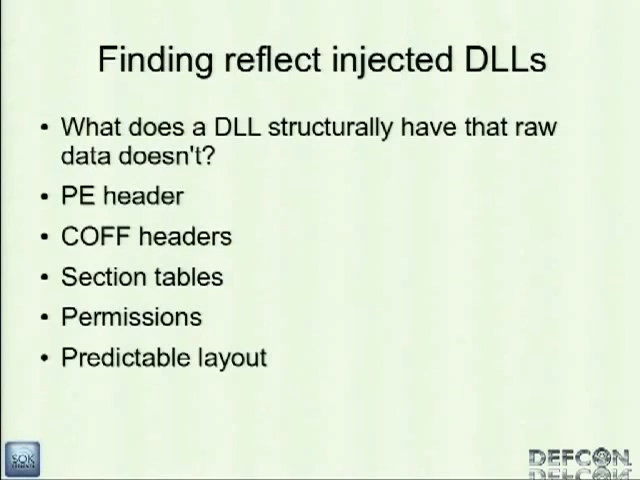 Finding reflect injected DLLs
• What does a DLL structurally have that raw
data doesn't?
• PE header
• COFF headers
• Section tables
• Permissions
• Predictable layout
DEFCON